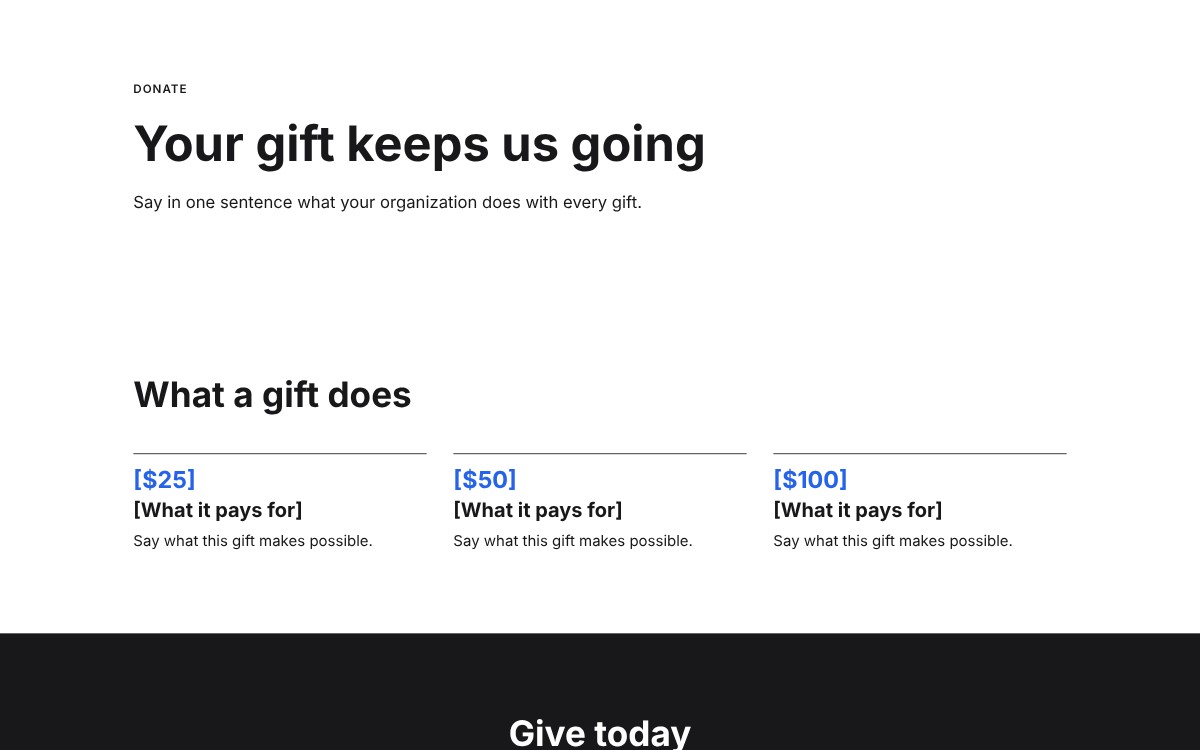 DONATE
Your gift keeps us going
Say in one sentence what your organization does with every gift.
What a gift does
[$25]
[What it pays for]
Say what this gift makes possible.
[$50]
[What it pays for]
Say what this gift makes possible.
[$100]
[What it pays for]
Say what this gift makes possible.
Give today